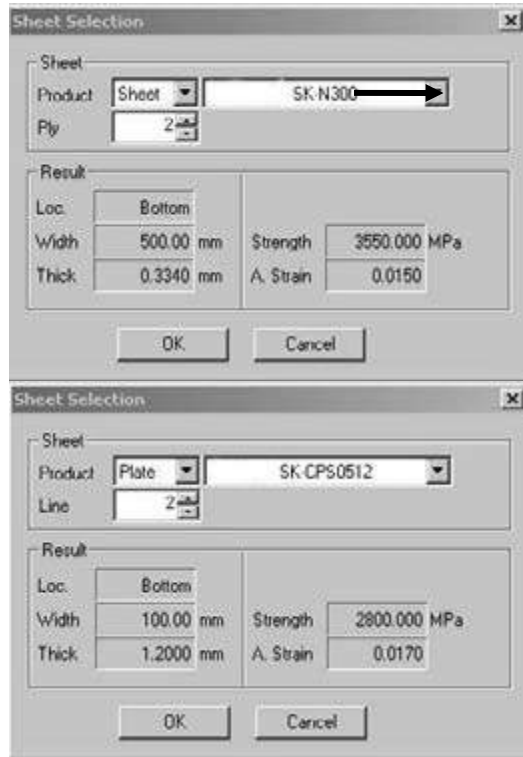 Sheet Selection
Sheet
Product Sheet SK-N300
Ply 2
Result
Loc. Bottom
Width 500.00 mm Strength 3550.000 MPa
Thick 0.3340 mm A. Strain 0.0150
OK Cancel
Sheet Selection
Sheet
Product Plate SK-CPS0512
Line 2
Result
Loc. Bottom
Width 100.00 mm Strength 2800.000 MPa
Thick 1.2000 mm A. Strain 0.0170
OK Cancel